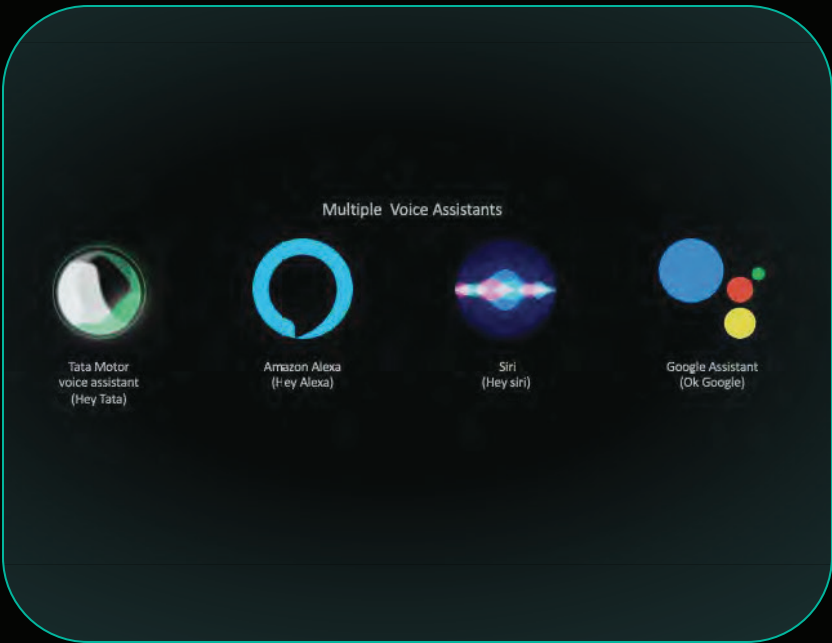 Multiple Voice Assistants
Tata Motor
voice assistant
(Hey Tata)
Amazon Alexa
(Hey Alexa)
Siri
(Hey siri)
Google Assistant
(Ok Google)